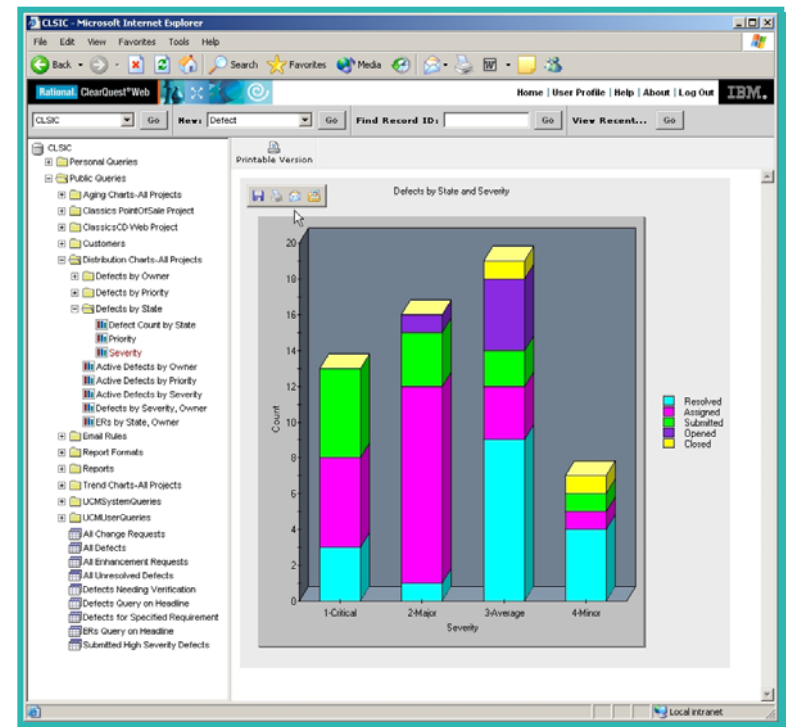 CLSIC - Microsoft Internet Explorer
File Edit View Favorites Tools Help
Back Search Favorites Media
Rational ClearQuest Web Home | User Profile | Help | About | Log Out IBM.
CLSIC Go New: Defect Go Find Record ID: Go View Recent... Go
CLSIC
Personal Queries
Public Queries
Aging Charts-All Projects
Classics PointOfSale Project
ClassicsCD Web Project
Customers
Distribution Charts-All Projects
Defects by Owner
Defects by Priority
Defects by State
Defect Count by State
Priority
Severity
Active Defects by Owner
Active Defects by Priority
Active Defects by Severity
Defects by Severity, Owner
ERs by State, Owner
Email Rules
Report Formats
Reports
Trend Charts-All Projects
UCMSystemQueries
UCMUserQueries
All Change Requests
All Defects
All Enhancement Requests
All Unresolved Defects
Defects Needing Verification
Defects Query on Headline
Defects for Specified Requirement
ERs Query on Headline
Submitted High Severity Defects
Printable Version
Defects by State and Severity
20
18
16
14
12
10
8
6
4
2
0
Count
1-Critical 2-Major 3-Average 4-Minor
Severity
Resolved
Assigned
Submitted
Opened
Closed
Local intranet